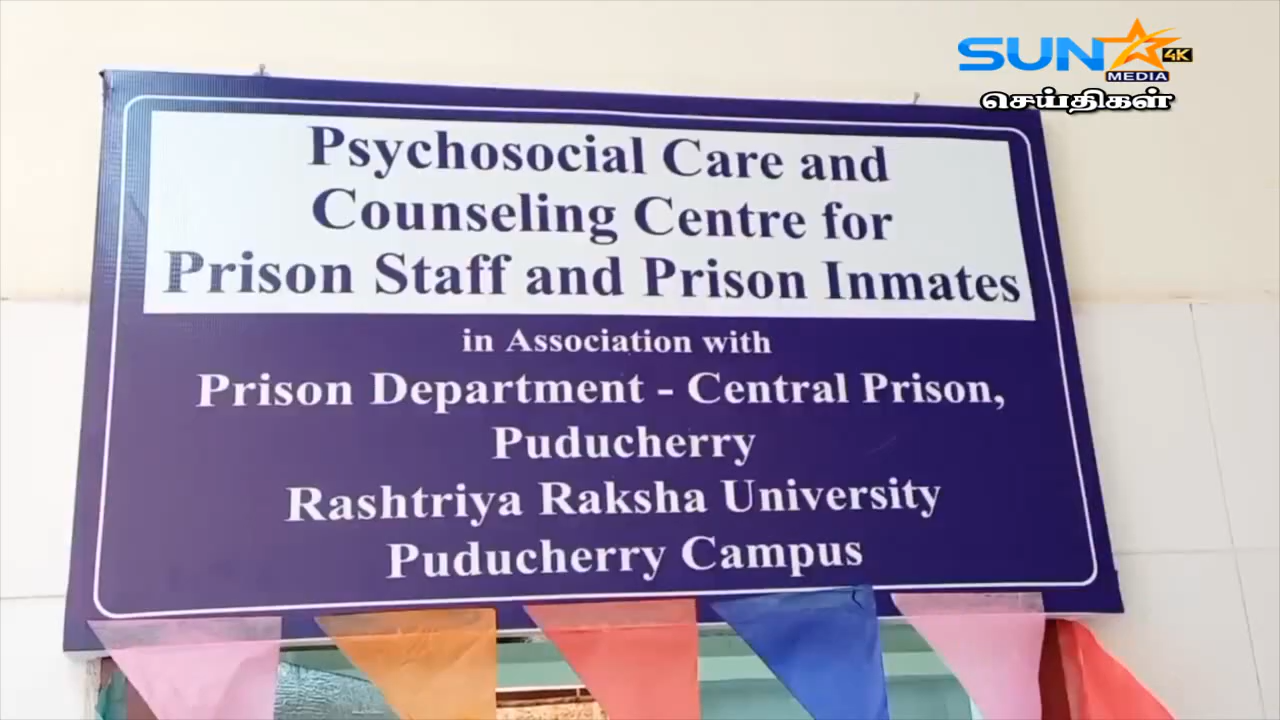 SUN
4K
MEDIA
செய்திகள்
Psychosocial Care and
Counseling Centre for
Prison Staff and Prison Inmates
in Association with
Prison Department - Central Prison,
Puducherry
Rashtriya Raksha University
Puducherry Campus